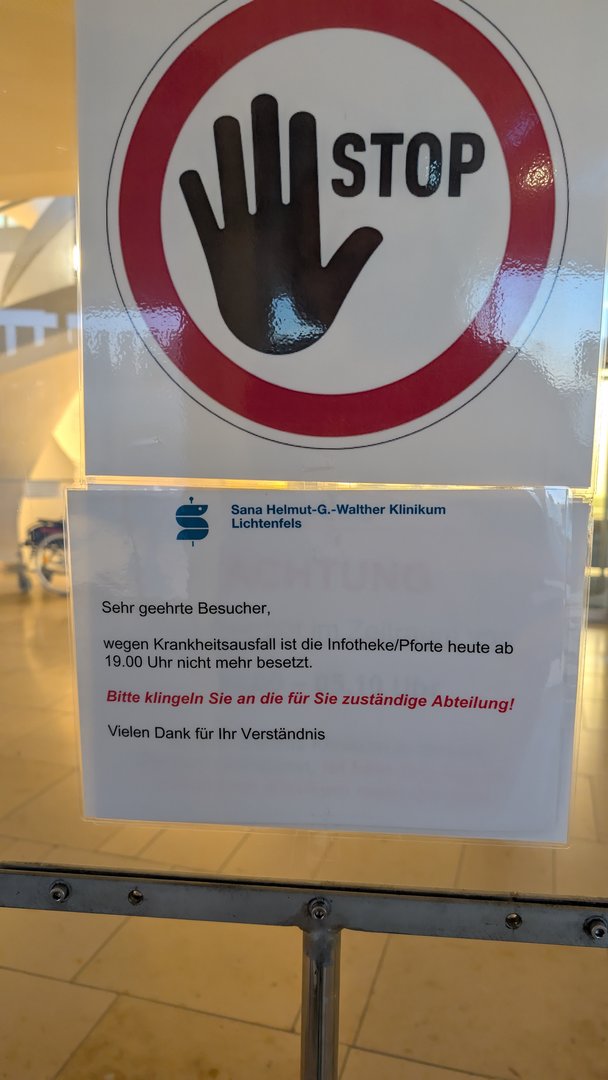 STOP
Sana Helmut-G.-Walther Klinikum
Lichtenfels
ACHTUNG
Sehr geehrte Besucher,
wegen Krankheitsausfall ist die Infotheke/Pforte heute ab
19.00 Uhr nicht mehr besetzt.
Bitte klingeln Sie an die für Sie zuständige Abteilung!
Vielen Dank für Ihr Verständnis